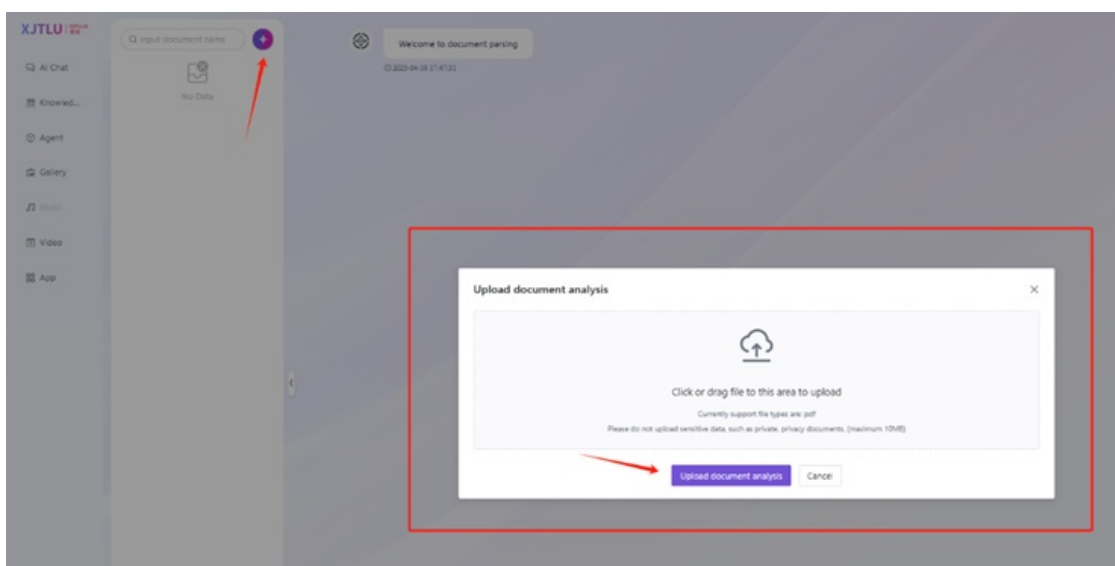 XJTLU
Input document name
Welcome to document parsing
AI Chat
No Data
Knowled...
Agent
Gallery
Music
Video
App
Upload document analysis
Click or drag file to this area to upload
Currently support file types are: pdf
Please do not upload sensitive data, such as private, privacy documents, (maximum 10MB)
Upload document analysis
Cancel